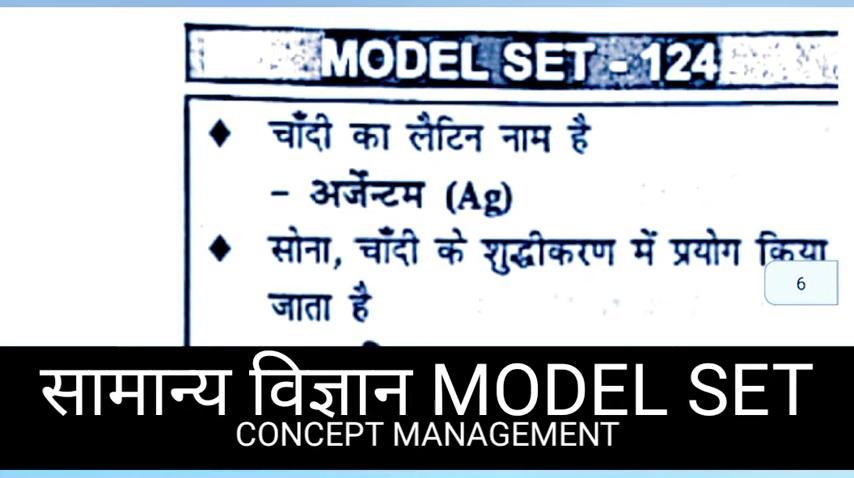 MODEL SET - 124
♦ चाँदी का लैटिन नाम है
– अर्जेन्टम (Ag)
♦ सोना, चाँदी के शुद्धीकरण में प्रयोग किया
जाता है
6
सामान्य विज्ञान MODEL SET
CONCEPT MANAGEMENT